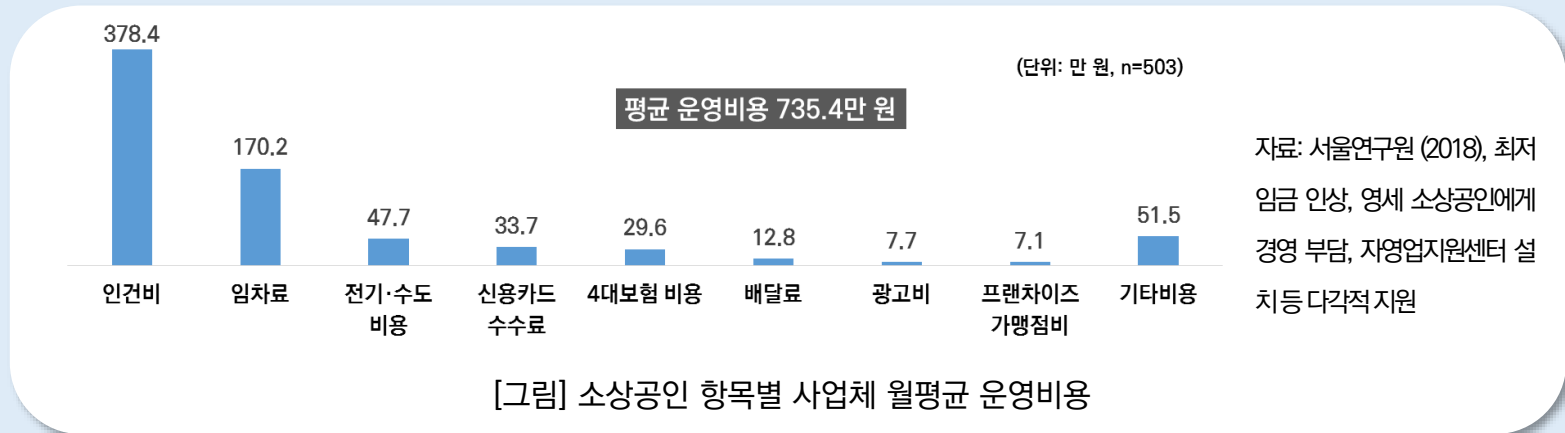 378.4
(단위: 만 원, n=503)
평균 운영비용 735.4만 원
170.2
47.7
33.7
29.6
12.8
7.7
7.1
51.5
인건비
임차료
전기·수도
비용
신용카드
수수료
4대보험 비용
배달료
광고비
프랜차이즈
가맹점비
기타비용
자료: 서울연구원 (2018), 최저
임금 인상, 영세 소상공인에게
경영 부담, 자영업지원센터 설
치 등 다각적 지원
[그림] 소상공인 항목별 사업체 월평균 운영비용